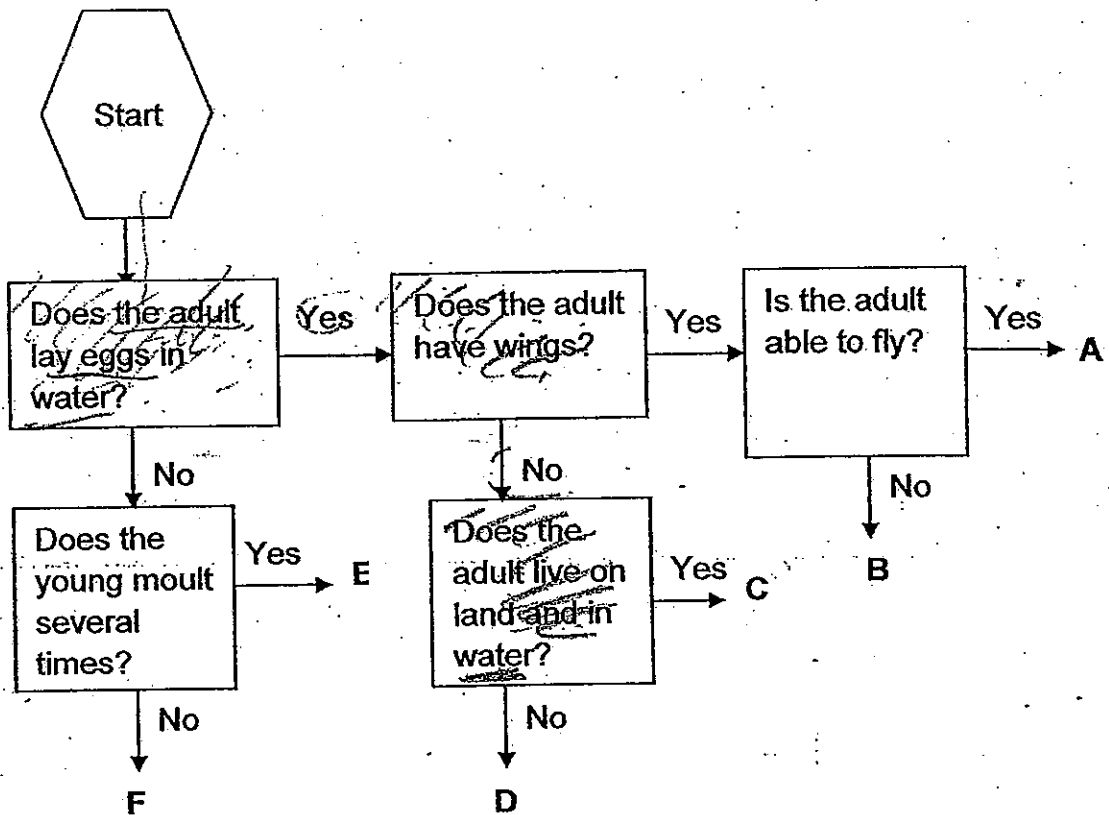 Start
Does the adult
lay eggs in
water?
Yes
Does the adult
have wings?
Yes
Is the adult
able to fly?
Yes
A
No
B
No
Does the
adult live on
land and in
water?
Yes
C
No
D
No
Does the
young moult
several
times?
Yes
E
No
F